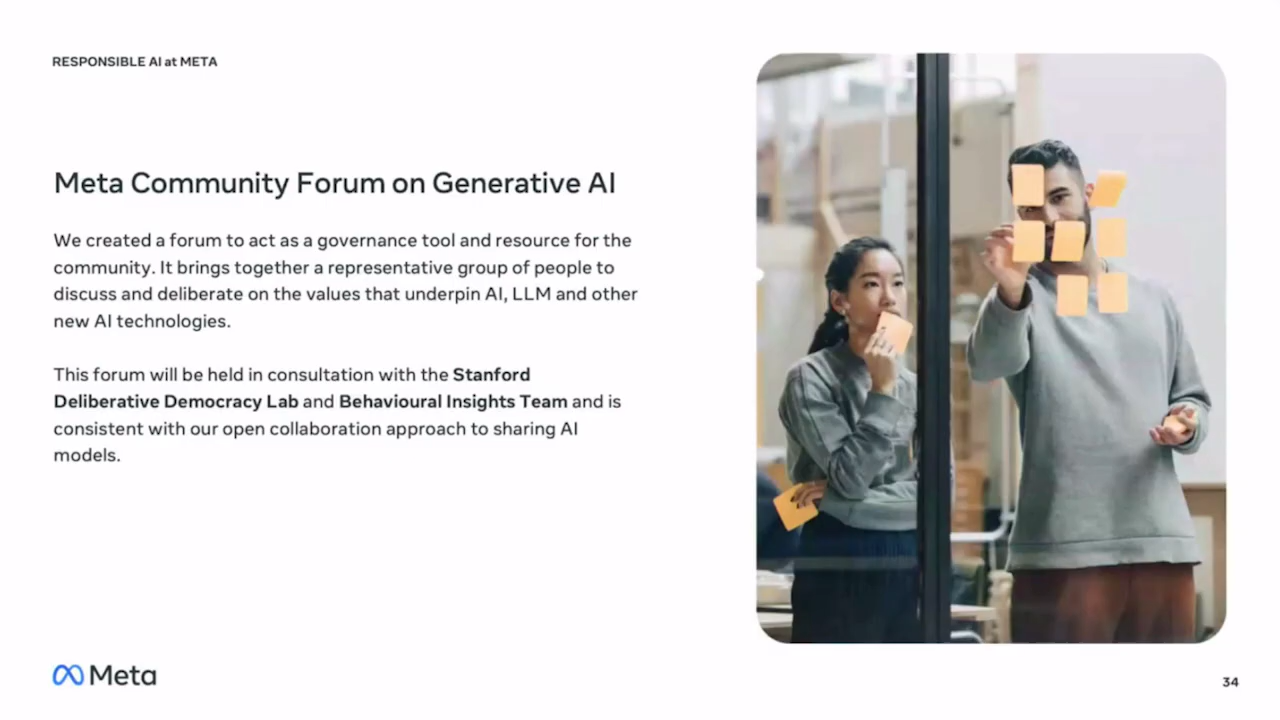 RESPONSIBLE AI at META
Meta Community Forum on Generative AI
We created a forum to act as a governance tool and resource for the
community. It brings together a representative group of people to
discuss and deliberate on the values that underpin AI, LLM and other
new AI technologies.
This forum will be held in consultation with the Stanford
Deliberative Democracy Lab and Behavioural Insights Team and is
consistent with our open collaboration approach to sharing AI
models.
Meta
34